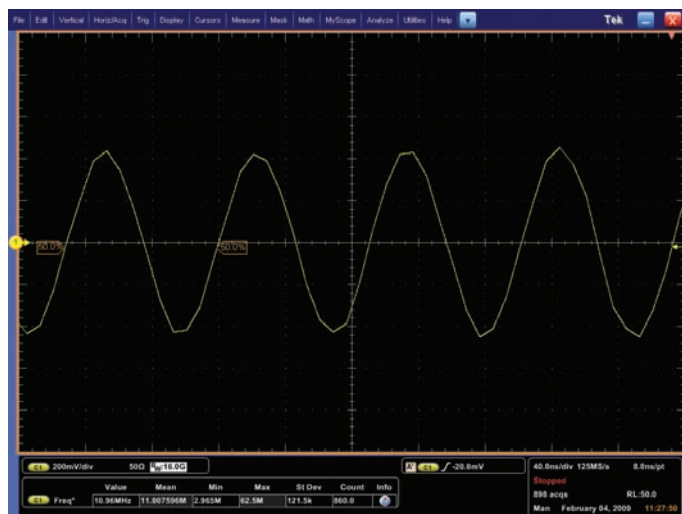 File Edit Vertical Horiz/Acq Trig Display Cursors Measure Mask Math MyScope Analyze Utilities Help Tek X
1 50.0% 50.0%
C1 200mV/div 50Ω BW:16.0G
A' C1 -20.0mV
40.0ns/div 125MS/s 8.0ns/pt
Stopped
898 acqs RL:50.0
Man February 04, 2009 11:27:50
Value Mean Min Max St Dev Count Info
C1 Freq* 10.96MHz 11.007596M 2.965M 62.5M 121.5k 860.0